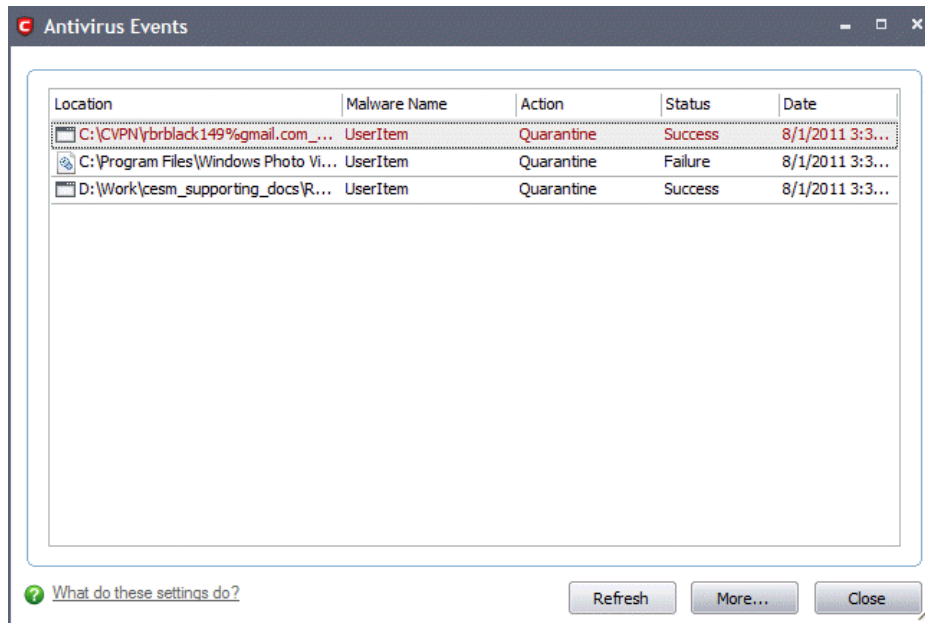 Antivirus Events
Location Malware Name Action Status Date
C:\CVPN\rbrblack149%gmail.com_... UserItem Quarantine Success 8/1/2011 3:3...
C:\Program Files\Windows Photo Vi... UserItem Quarantine Failure 8/1/2011 3:3...
D:\Work\cesm_supporting_docs\R... UserItem Quarantine Success 8/1/2011 3:3...
What do these settings do?
Refresh More... Close